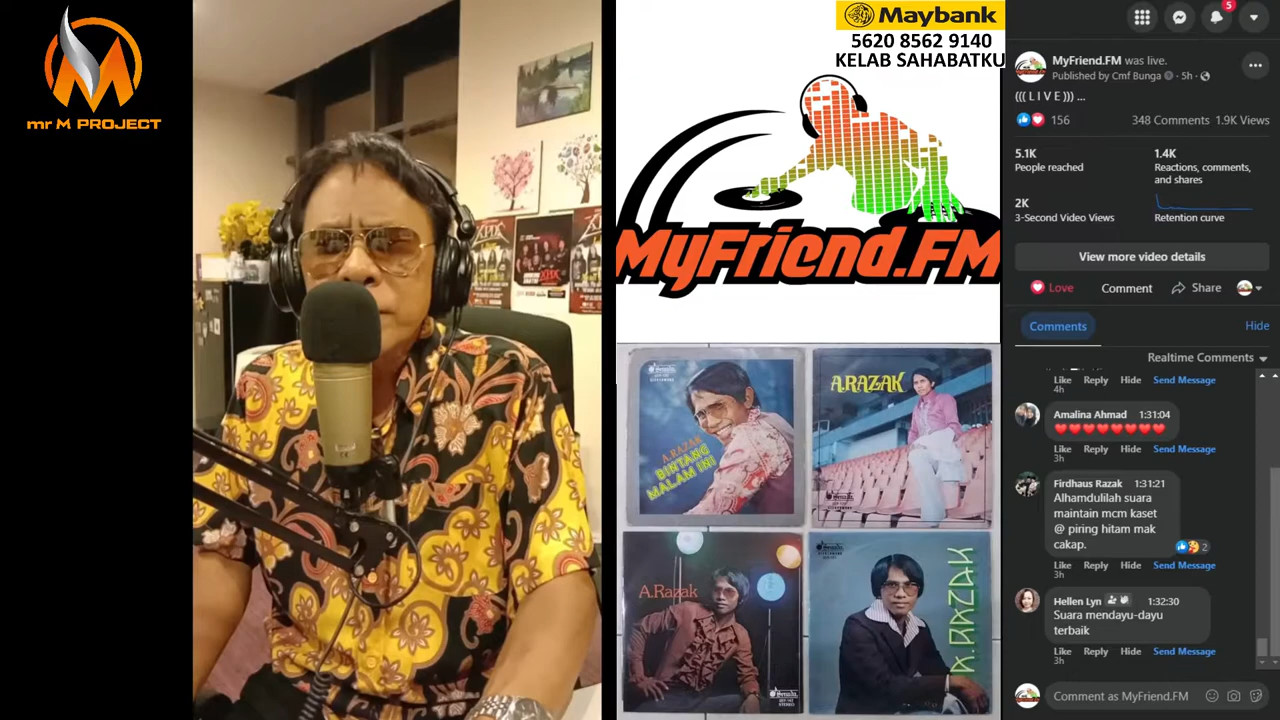 mr M PROJECT
KPIX
Maybank
5620 8562 9140
KELAB SAHABATKU
MyFriend.FM
A.RAZAK
BINTANG
MALAM INI
A.RAZAK
A.Razak
STEREO
A.RAZAK
5
MyFriend.FM was live.
Published by Cmf Bunga · 5h ·
((( L I V E ))) ...
156
348 Comments 1.9K Views
5.1K
People reached
1.4K
Reactions, comments,
and shares
2K
3-Second Video Views
Retention curve
View more video details
Love Comment Share
Comments
Hide
Realtime Comments
Like Reply Hide Send Message
4h
Amalina Ahmad 1:31:04
Like Reply Hide Send Message
3h
Firdhaus Razak 1:31:21
Alhamdulilah suara
maintain mcm kaset
@ piring hitam mak
cakap.
2
Like Reply Hide Send Message
3h
Hellen Lyn 1:32:30
Suara mendayu-dayu
terbaik
Like Reply Hide Send Message
3h
Comment as MyFriend.FM